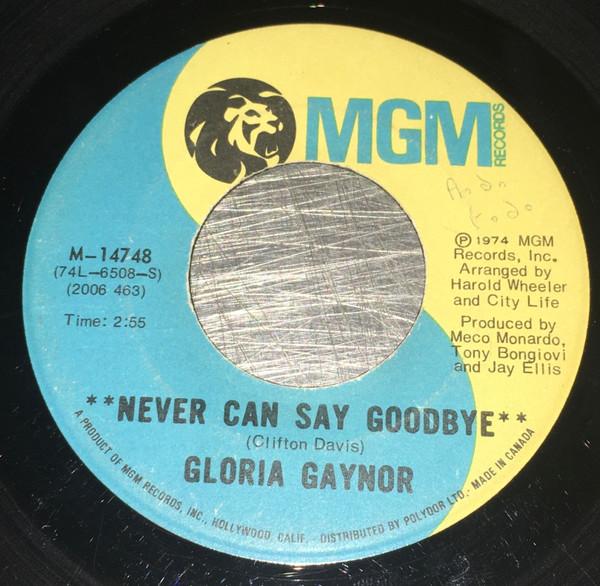 MGM
RECORDS
℗ 1974 MGM
Records, Inc.
Arranged by
Harold Wheeler
and City Life
Produced by
Meco Monardo,
Tony Bongiovi
and Jay Ellis
M-14748
(74L-6508-S)
(2006 463)
Time: 2:55
**NEVER CAN SAY GOODBYE**
(Clifton Davis)
GLORIA GAYNOR
A PRODUCT OF MGM RECORDS, INC., HOLLYWOOD, CALIF. - DISTRIBUTED BY POLYDOR LTD. - MADE IN CANADA